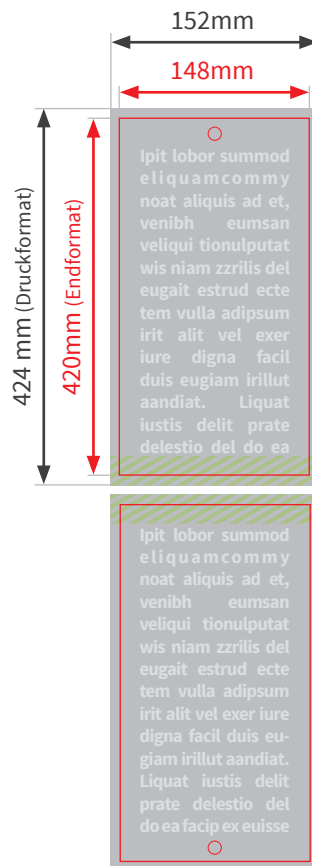 152mm
148mm
424 mm (Druckformat)
420mm (Endformat)
Ipit lobor summod
eliquamcommy
noat aliquis ad et,
venibh eumsan
veliqui tionulputat
wis niam zzrilis del
eugait estrud ecte
tem vulla adipsum
irit alit vel exer
iure digna facil
duis eugiam irillut
aandiat. Liquat
iustis delit prate
delestio del do ea
Ipit lobor summod
eliquamcommy
noat aliquis ad et,
venibh eumsan
veliqui tionulputat
wis niam zzrilis del
eugait estrud ecte
tem vulla adipsum
irit alit vel exer iure
digna facil duis eu-
giam irillut aandiat.
Liquat iustis delit
prate delestio del
do ea facip ex euisse